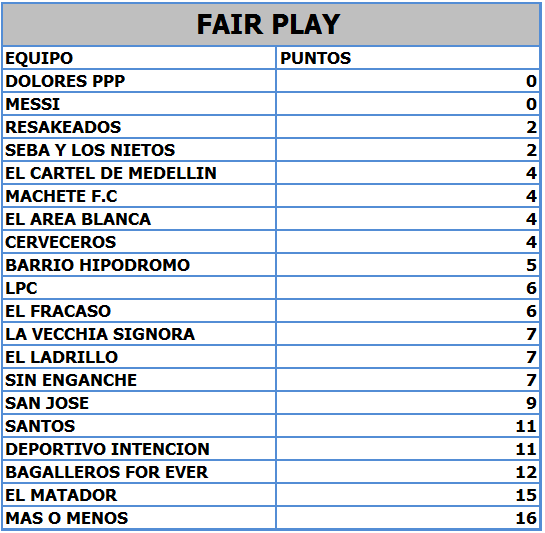 FAIR PLAY
EQUIPO PUNTOS
DOLORES PPP 0
MESSI 0
RESAKEADOS 2
SEBA Y LOS NIETOS 2
EL CARTEL DE MEDELLIN 4
MACHETE F.C 4
EL AREA BLANCA 4
CERVECEROS 4
BARRIO HIPODROMO 5
LPC 6
EL FRACASO 6
LA VECCHIA SIGNORA 7
EL LADRILLO 7
SIN ENGANCHE 7
SAN JOSE 9
SANTOS 11
DEPORTIVO INTENCION 11
BAGALLEROS FOR EVER 12
EL MATADOR 15
MAS O MENOS 16